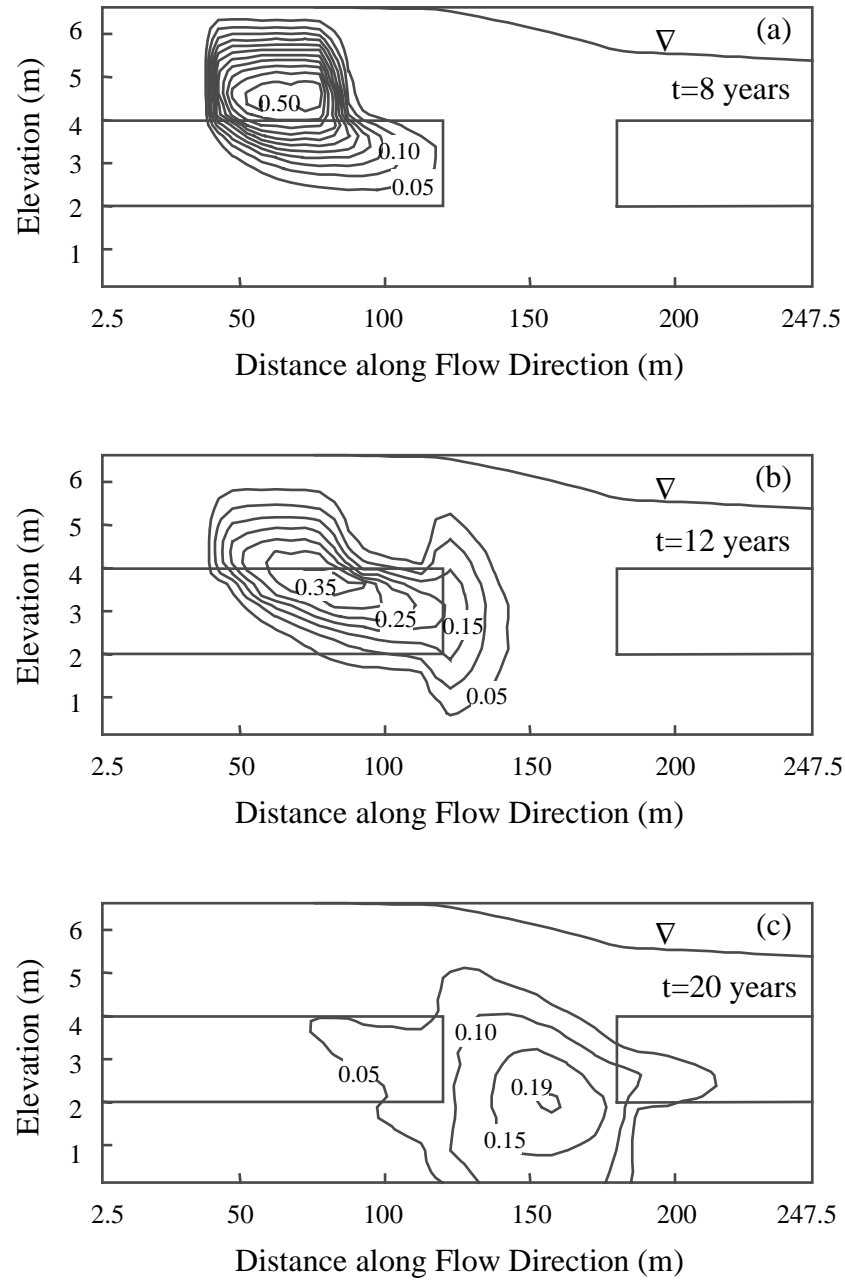 6
5
4
3
2
1
Elevation (m)
(a)
∇
t=8 years
0.50
0.10
0.05
2.5 50 100 150 200 247.5
Distance along Flow Direction (m)
6
5
4
3
2
1
Elevation (m)
(b)
∇
t=12 years
0.35
0.25
0.15
0.05
2.5 50 100 150 200 247.5
Distance along Flow Direction (m)
6
5
4
3
2
1
Elevation (m)
(c)
∇
t=20 years
0.10
0.05
0.19
0.15
2.5 50 100 150 200 247.5
Distance along Flow Direction (m)